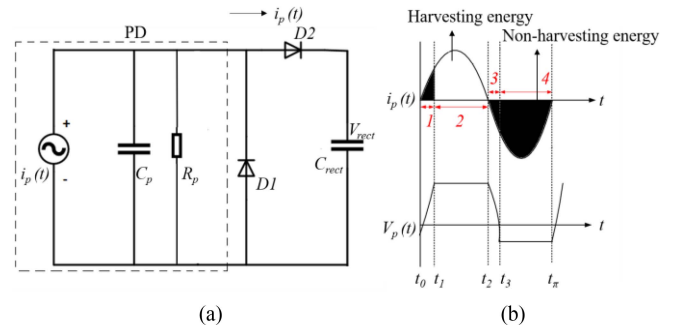 i_p(t)
PD
D2
+
i_p(t)
-
C_p
R_p
D1
V_rect
C_rect
(a)
Harvesting energy
Non-harvesting energy
3
4
i_p(t)
t
1
2
V_p(t)
t
t_0 t_1 t_2 t_3 t_π
(b)